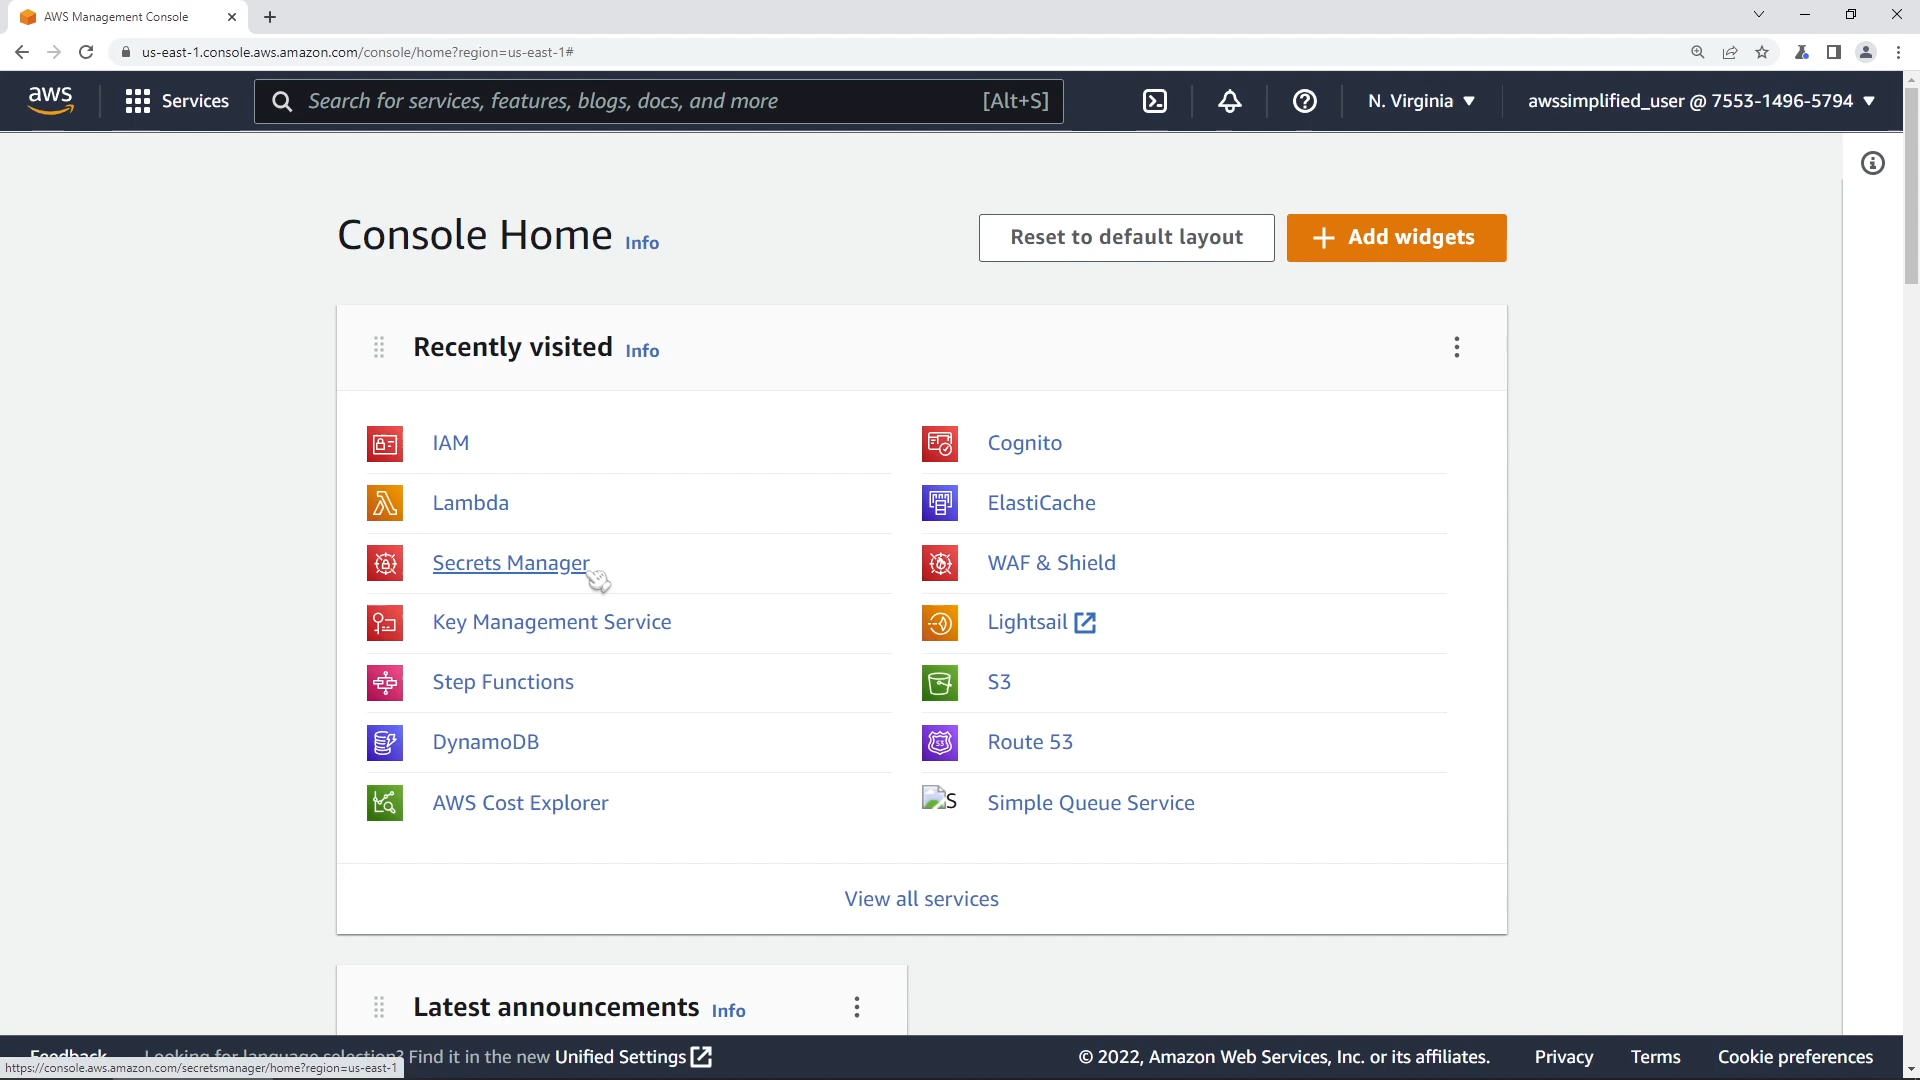 AWS Management Console
us-east-1.console.aws.amazon.com/console/home?region=us-east-1#
aws
Services
Search for services, features, blogs, docs, and more
[Alt+S]
N. Virginia
awssimplified_user @ 7553-1496-5794
Console Home Info
Reset to default layout
Add widgets
Recently visited Info
IAM
Cognito
Lambda
ElastiCache
Secrets Manager
WAF & Shield
Key Management Service
Lightsail
Step Functions
S3
DynamoDB
Route 53
AWS Cost Explorer
S
Simple Queue Service
View all services
Latest announcements Info
Feedback
Looking for language selection? Find it in the new Unified Settings
© 2022, Amazon Web Services, Inc. or its affiliates.
Privacy
Terms
Cookie preferences
https://console.aws.amazon.com/secretsmanager/home?region=us-east-1